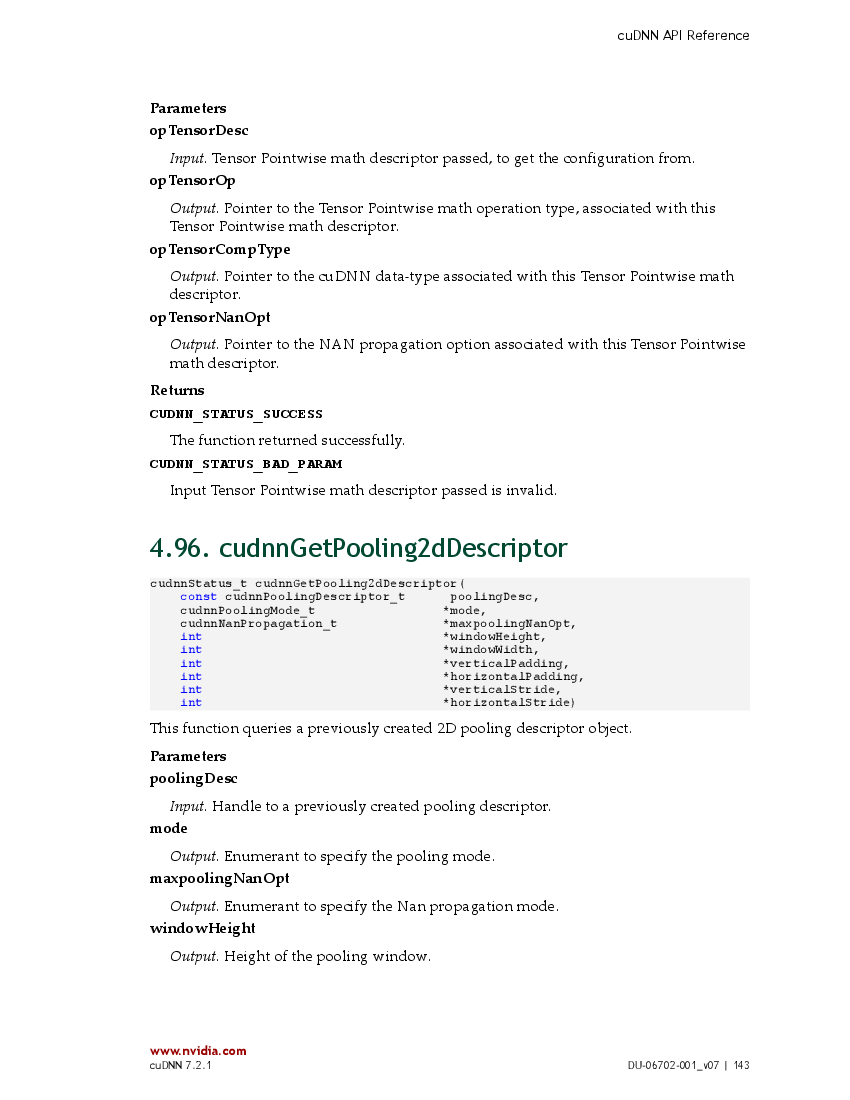 cuDNN API Reference
Parameters
opTensorDesc
Input. Tensor Pointwise math descriptor passed, to get the configuration from.
opTensorOp
Output. Pointer to the Tensor Pointwise math operation type, associated with this
Tensor Pointwise math descriptor.
opTensorCompType
Output. Pointer to the cuDNN data-type associated with this Tensor Pointwise math
descriptor.
opTensorNanOpt
Output. Pointer to the NAN propagation option associated with this Tensor Pointwise
math descriptor.
Returns
CUDNN_STATUS_SUCCESS
The function returned successfully.
CUDNN_STATUS_BAD_PARAM
Input Tensor Pointwise math descriptor passed is invalid.
4.96. cudnnGetPooling2dDescriptor
cudnnStatus_t cudnnGetPooling2dDescriptor(
const cudnnPoolingDescriptor_t poolingDesc,
cudnnPoolingMode_t *mode,
cudnnNanPropagation_t *maxpoolingNanOpt,
int *windowHeight,
int *windowWidth,
int *verticalPadding,
int *horizontalPadding,
int *verticalStride,
int *horizontalStride)
This function queries a previously created 2D pooling descriptor object.
Parameters
poolingDesc
Input. Handle to a previously created pooling descriptor.
mode
Output. Enumerant to specify the pooling mode.
maxpoolingNanOpt
Output. Enumerant to specify the Nan propagation mode.
windowHeight
Output. Height of the pooling window.
www.nvidia.com
cuDNN 7.2.1 DU-06702-001_v07 | 143